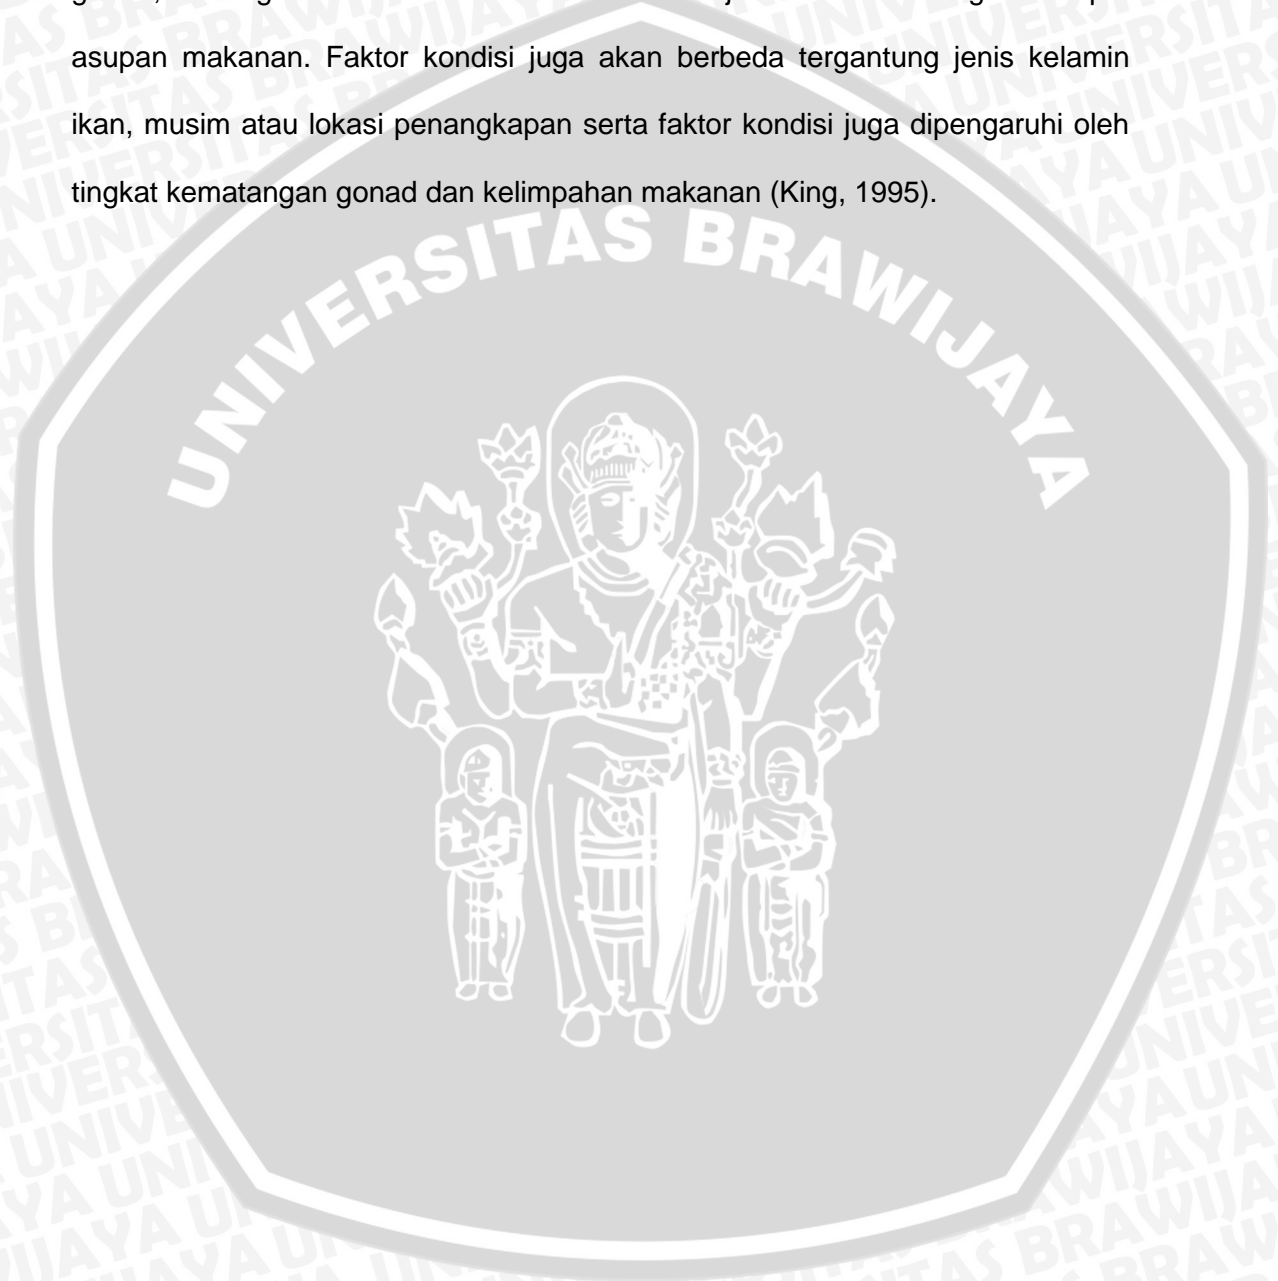 asupan makanan. Faktor kondisi juga akan berbeda tergantung jenis kelamin
ikan, musim atau lokasi penangkapan serta faktor kondisi juga dipengaruhi oleh
tingkat kematangan gonad dan kelimpahan makanan (King, 1995).
UNIVERSITAS BRAWIJAYA